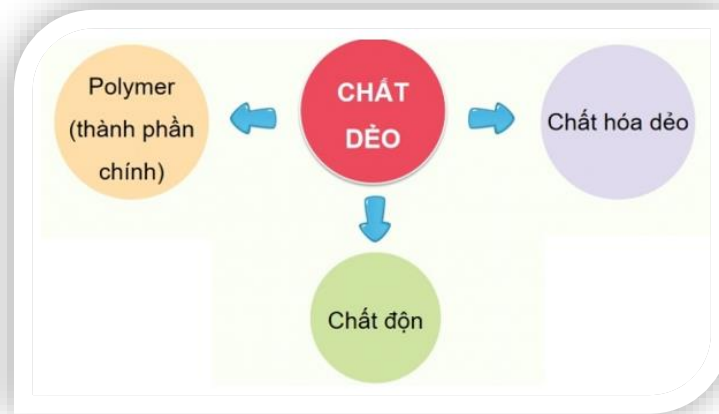 Polymer
(thành phần
chính)
CHẤT
DẺO
Chất hóa dẻo
Chất độn